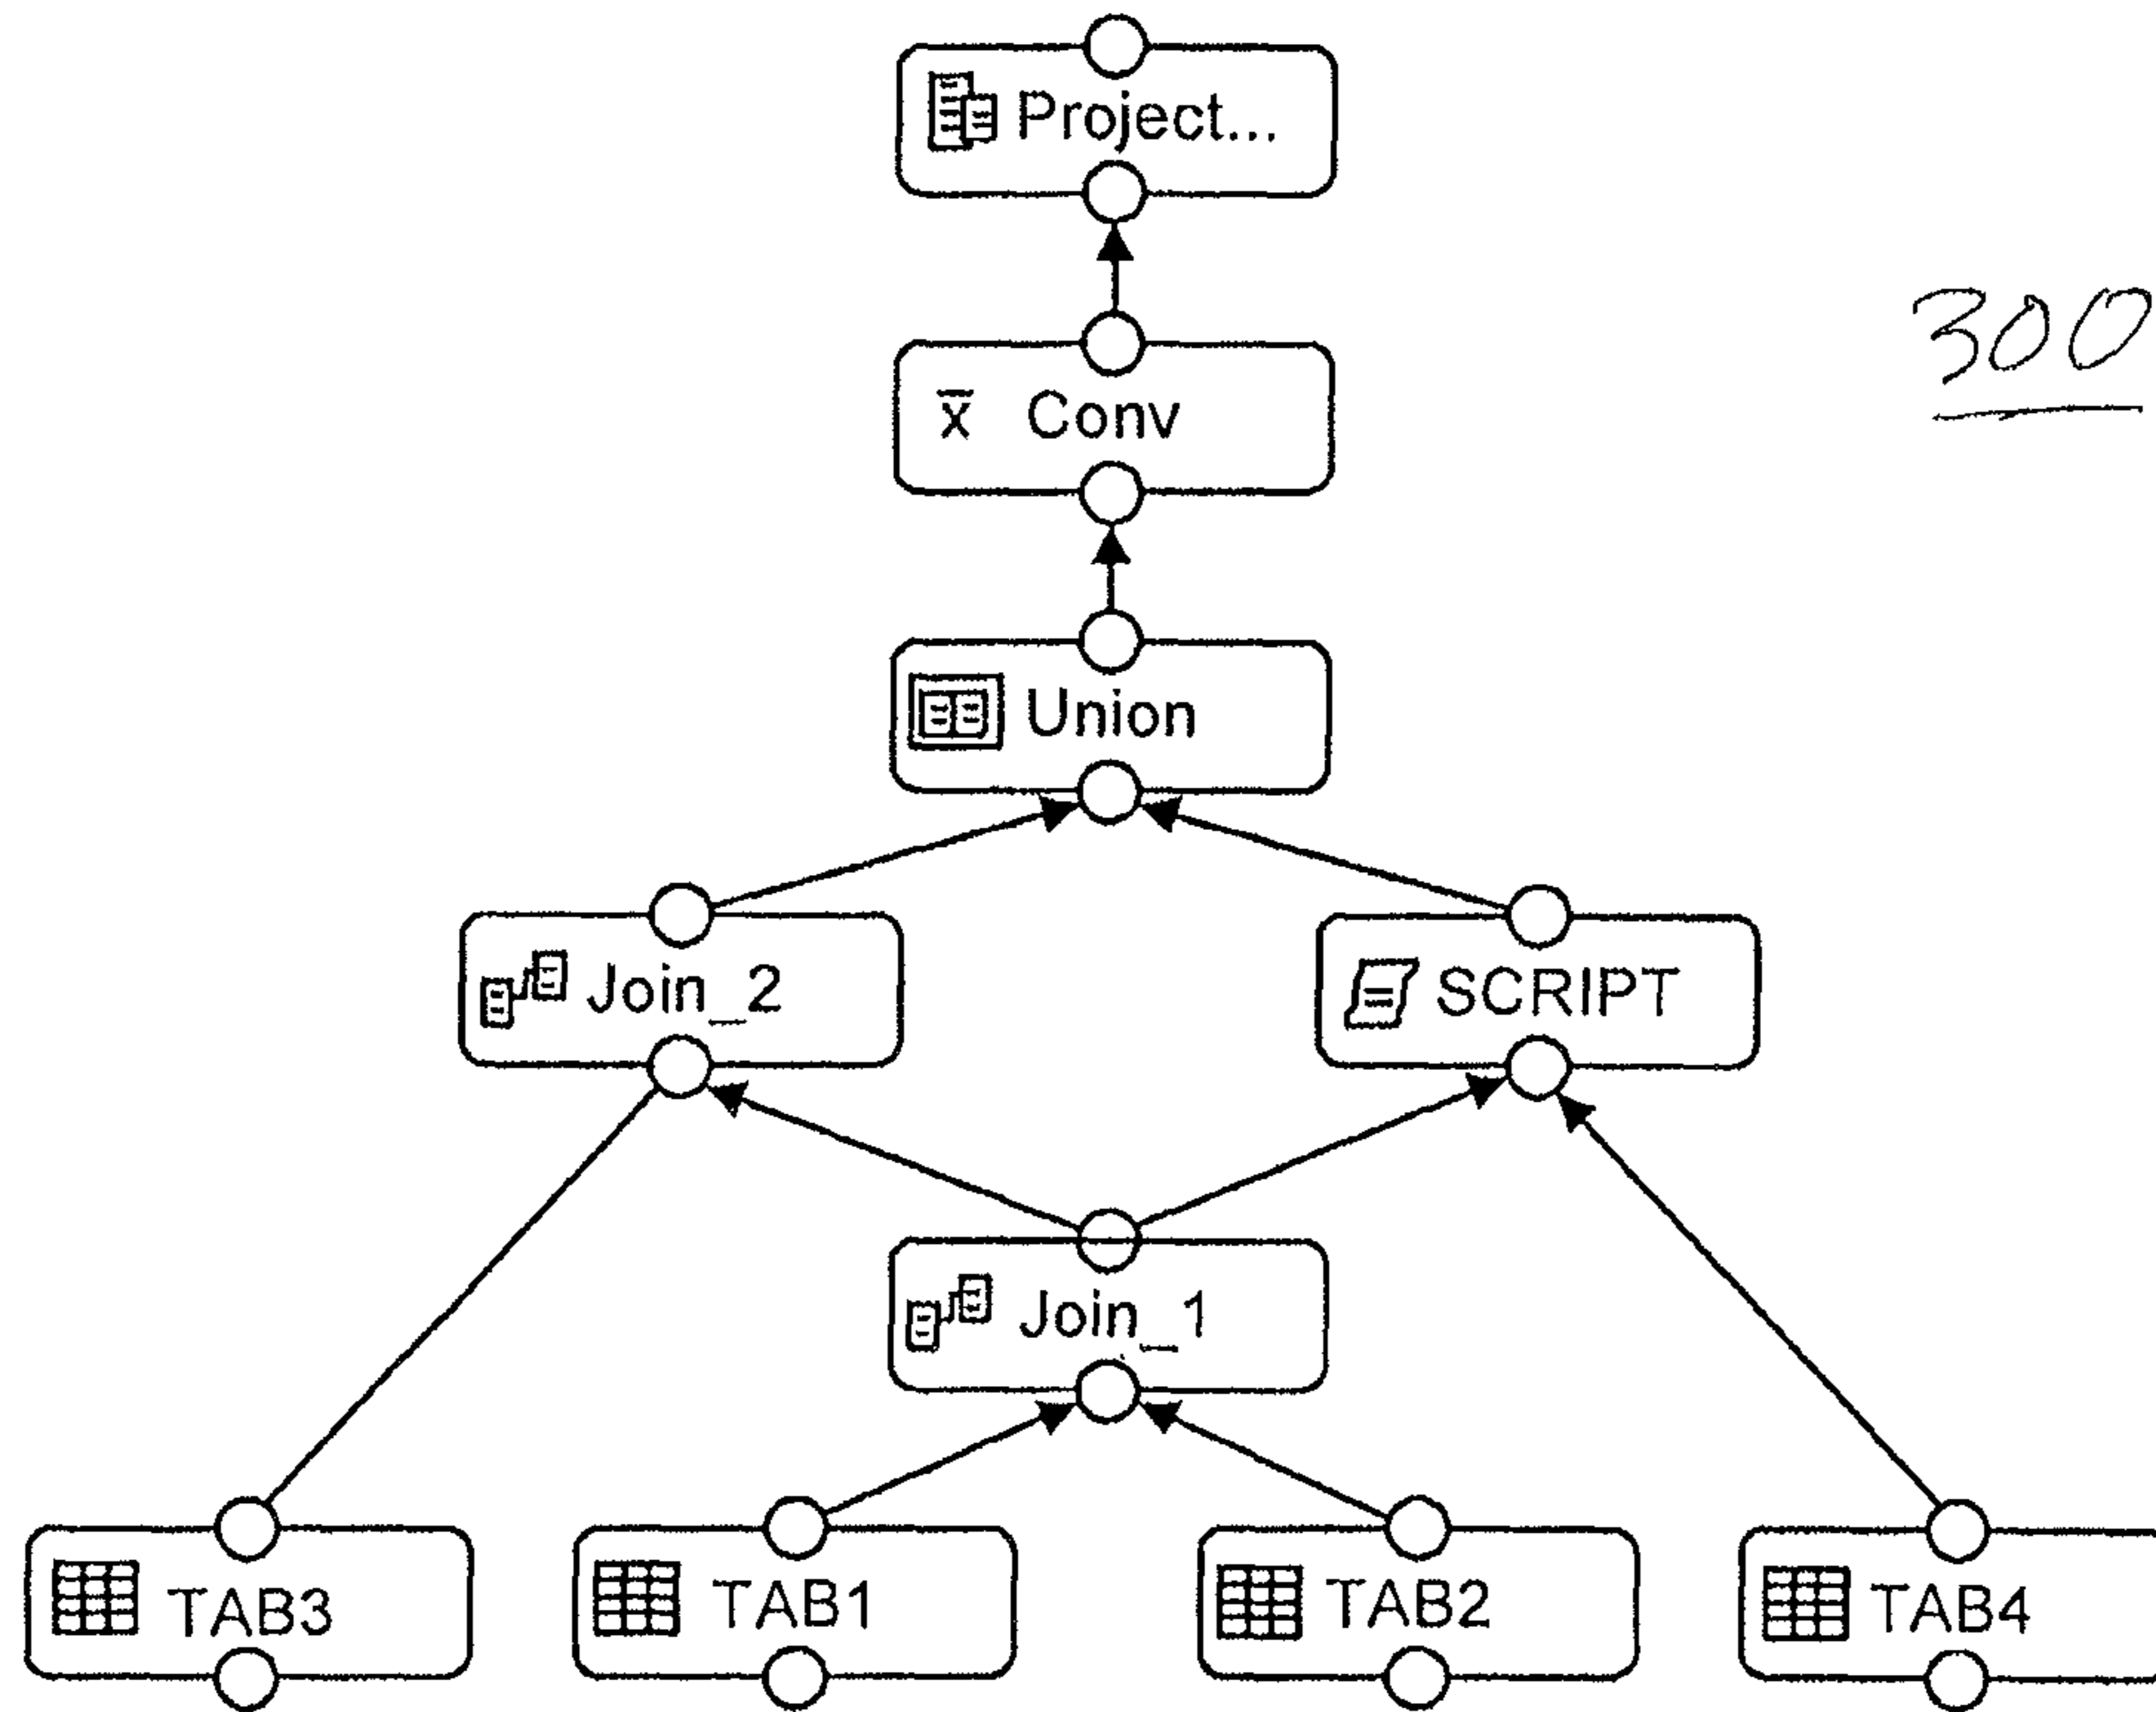 Project...
300
x̅ Conv
Union
Join_2
SCRIPT
Join_1
TAB3
TAB1
TAB2
TAB4